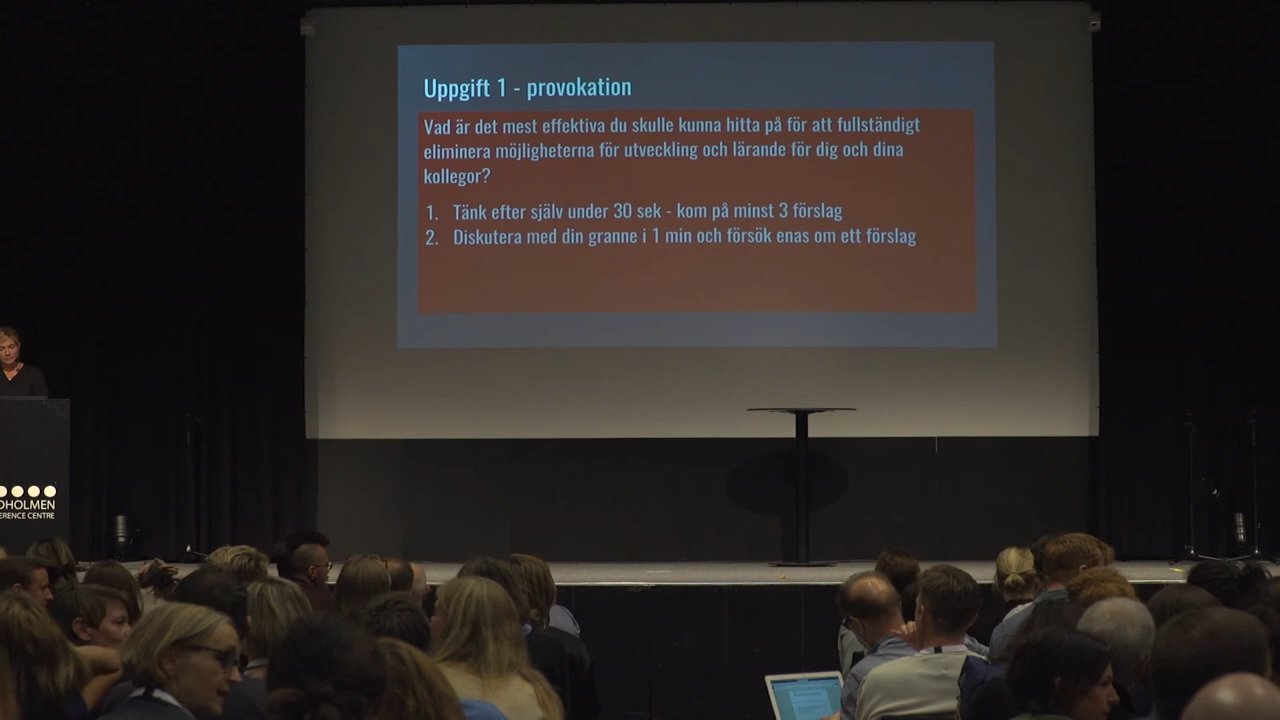 Uppgift 1 - provokation
Vad är det mest effektiva du skulle kunna hitta på för att fullständigt
eliminera möjligheterna för utveckling och lärande för dig och dina
kollegor?
1. Tänk efter själv under 30 sek - kom på minst 3 förslag
2. Diskutera med din granne i 1 min och försök enas om ett förslag
DHOLMEN
ERENCE CENTRE